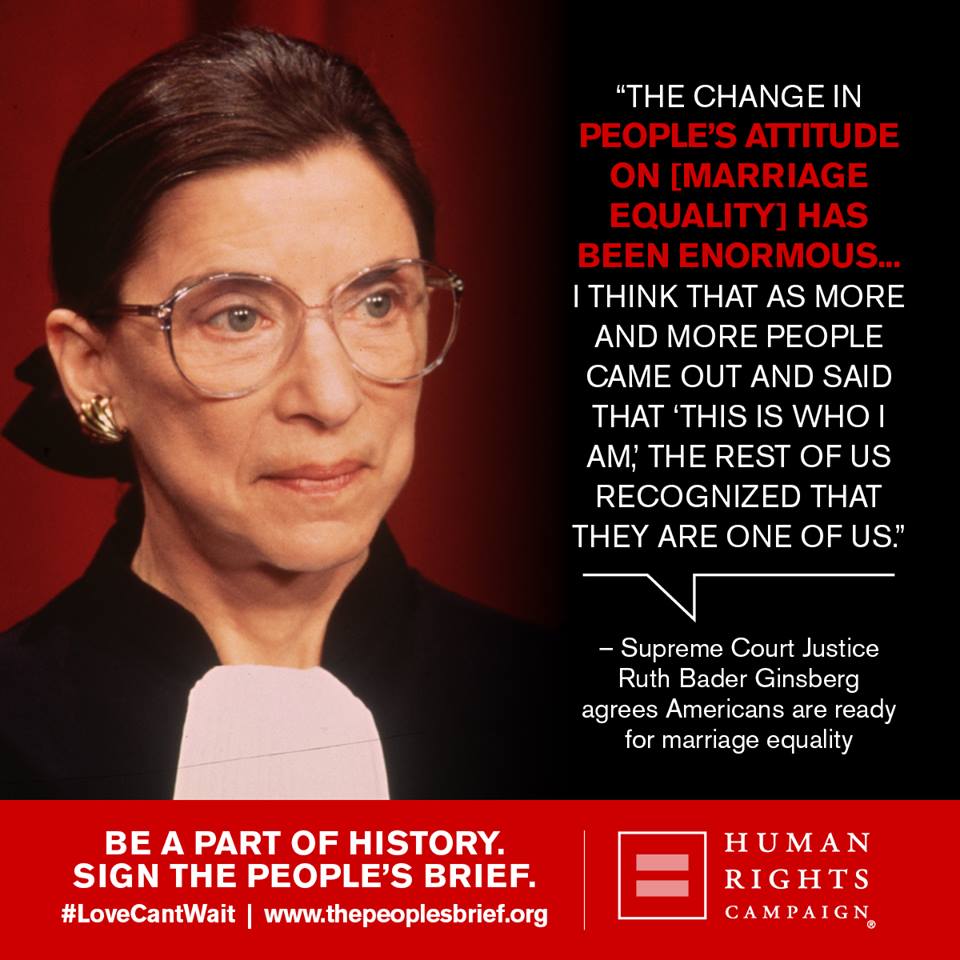 “THE CHANGE IN
PEOPLE’S ATTITUDE
ON [MARRIAGE
EQUALITY] HAS
BEEN ENORMOUS...
I THINK THAT AS MORE
AND MORE PEOPLE
CAME OUT AND SAID
THAT ‘THIS IS WHO I
AM,’ THE REST OF US
RECOGNIZED THAT
THEY ARE ONE OF US.”
– Supreme Court Justice
Ruth Bader Ginsberg
agrees Americans are ready
for marriage equality
BE A PART OF HISTORY.
SIGN THE PEOPLE’S BRIEF.
#LoveCantWait | www.thepeoplesbrief.org
HUMAN
RIGHTS
CAMPAIGN®